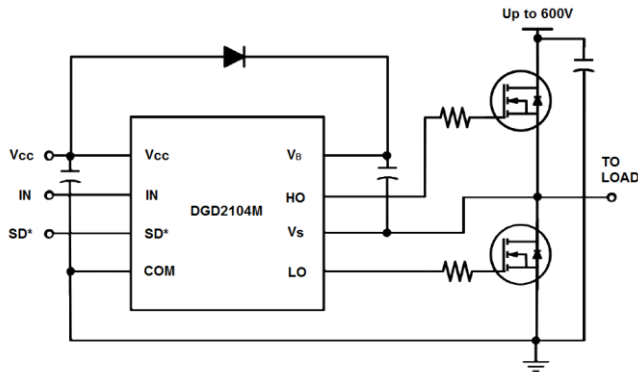 Up to 600V
Vcc
Vcc
VB
IN
IN
HO
TO
LOAD
DGD2104M
SD*
SD*
Vs
COM
LO